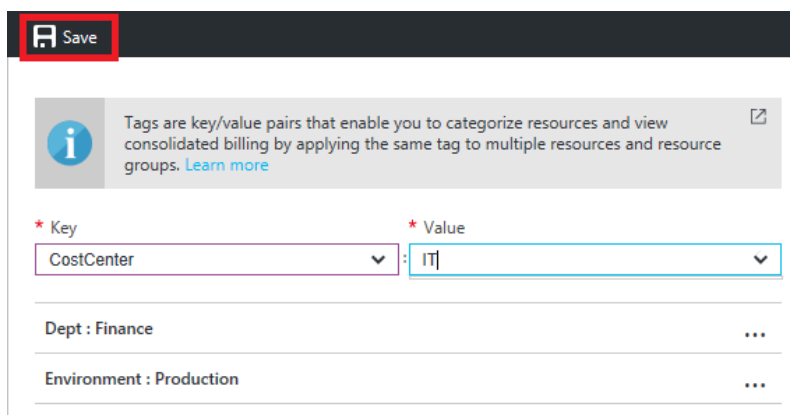 Save
Tags are key/value pairs that enable you to categorize resources and view
consolidated billing by applying the same tag to multiple resources and resource
groups. Learn more
* Key * Value
CostCenter : IT
Dept : Finance ...
Environment : Production ...